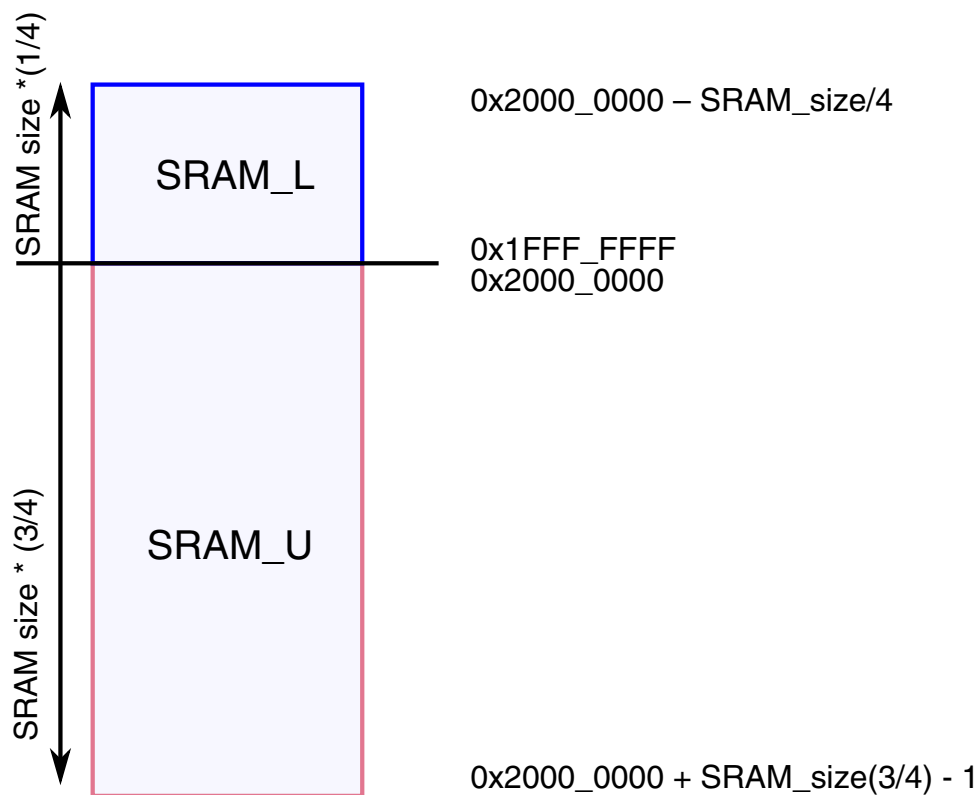 SRAM size *(1/4)
0x2000_0000 – SRAM_size/4
SRAM_L
0x1FFF_FFFF
0x2000_0000
SRAM size * (3/4)
SRAM_U
0x2000_0000 + SRAM_size(3/4) - 1